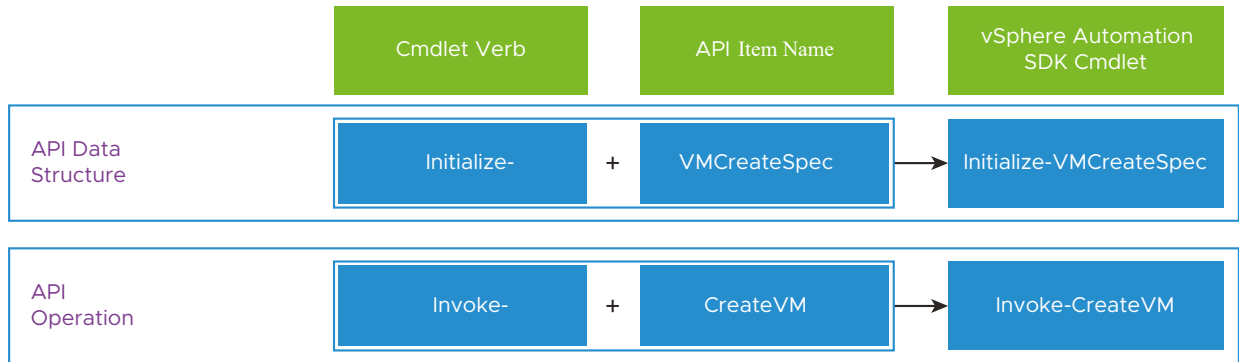 Cmdlet Verb
API Item Name
vSphere Automation
SDK Cmdlet
API Data
Structure
Initialize-
+
VMCreateSpec
Initialize-VMCreateSpec
API
Operation
Invoke-
+
CreateVM
Invoke-CreateVM